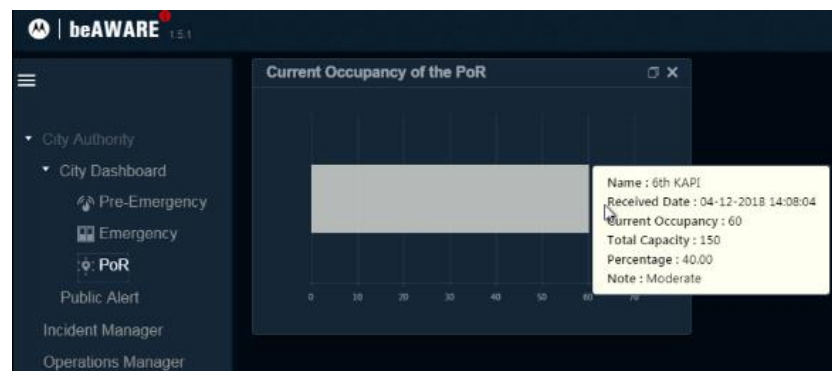 beAWARE 1.5.1
Current Occupancy of the PoR
City Authority
City Dashboard
Pre-Emergency
Emergency
PoR
Public Alert
Incident Manager
Operations Manager
0 10 20 30 40 50 60 70
Name : 6th KAPI
Received Date : 04-12-2018 14:08:04
Current Occupancy : 60
Total Capacity : 150
Percentage : 40.00
Note : Moderate